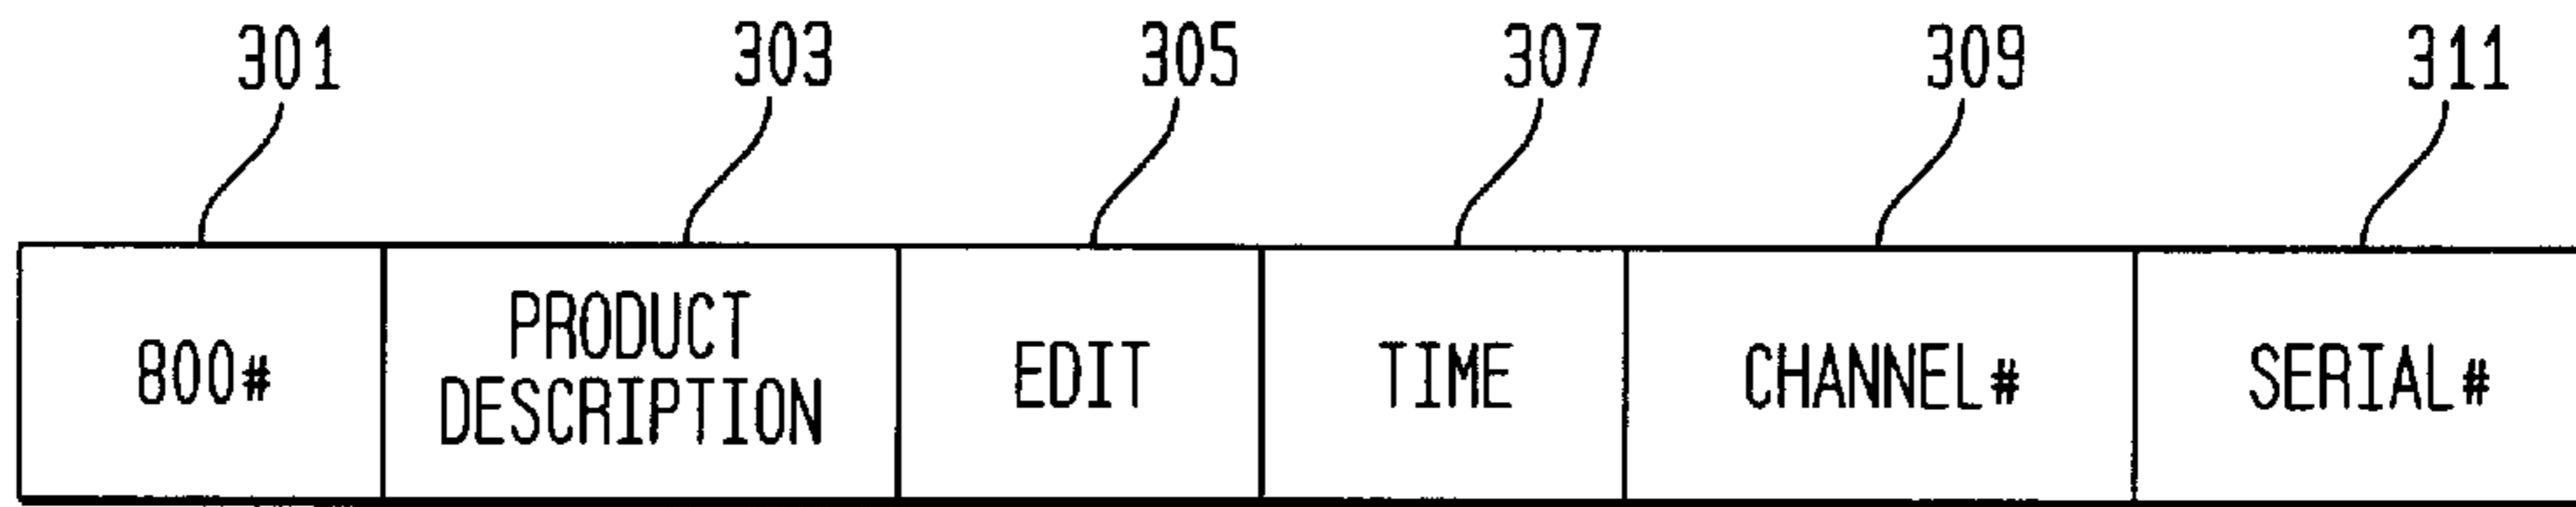 301 303 305 307 309 311
800# PRODUCT DESCRIPTION EDIT TIME CHANNEL# SERIAL#